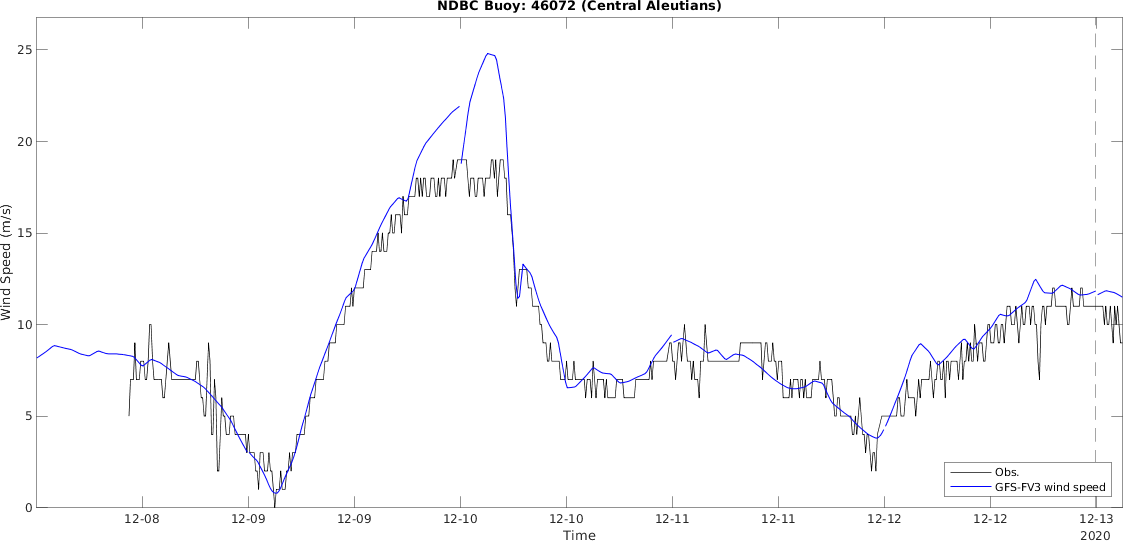 NDBC Buoy: 46072 (Central Aleutians)
25
20
15
10
5
0
Wind Speed (m/s)
Obs.
GFS-FV3 wind speed
12-08 12-09 12-09 12-10 12-10 12-11 12-11 12-12 12-12 12-13
Time 2020